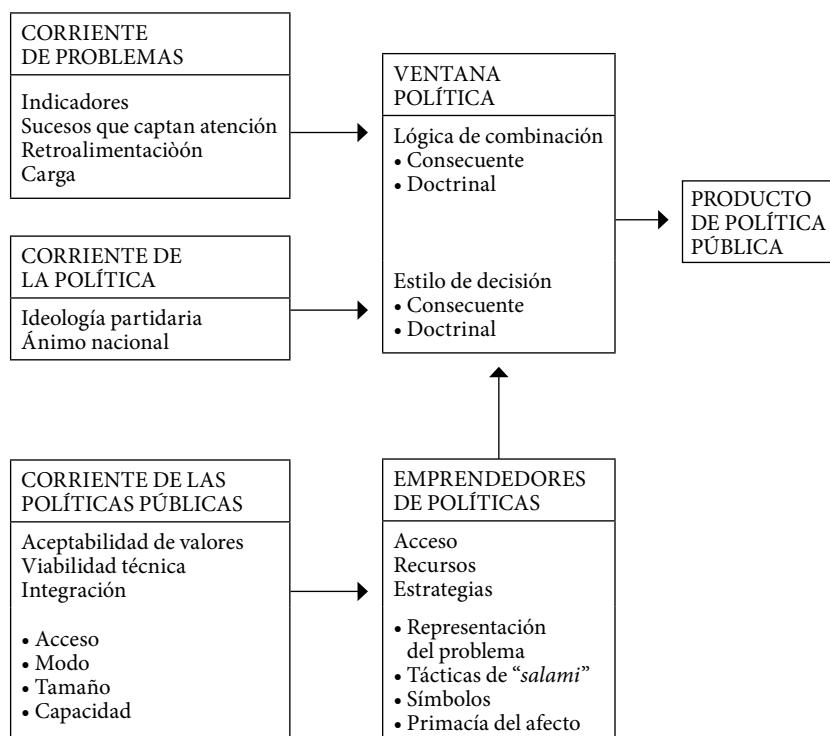 CORRIENTE
DE PROBLEMAS
Indicadores
Sucesos que captan atención
Retroalimentaciòón
Carga
CORRIENTE DE
LA POLÍTICA
Ideología partidaria
Ánimo nacional
CORRIENTE DE LAS
POLÍTICAS PÚBLICAS
Aceptabilidad de valores
Viabilidad técnica
Integración
• Acceso
• Modo
• Tamaño
• Capacidad
VENTANA
POLÍTICA
Lógica de combinación
• Consecuente
• Doctrinal
Estilo de decisión
• Consecuente
• Doctrinal
EMPRENDEDORES
DE POLÍTICAS
Acceso
Recursos
Estrategias
• Representación
del problema
• Tácticas de “salami”
• Símbolos
• Primacía del afecto
PRODUCTO
DE POLÍTICA
PÚBLICA